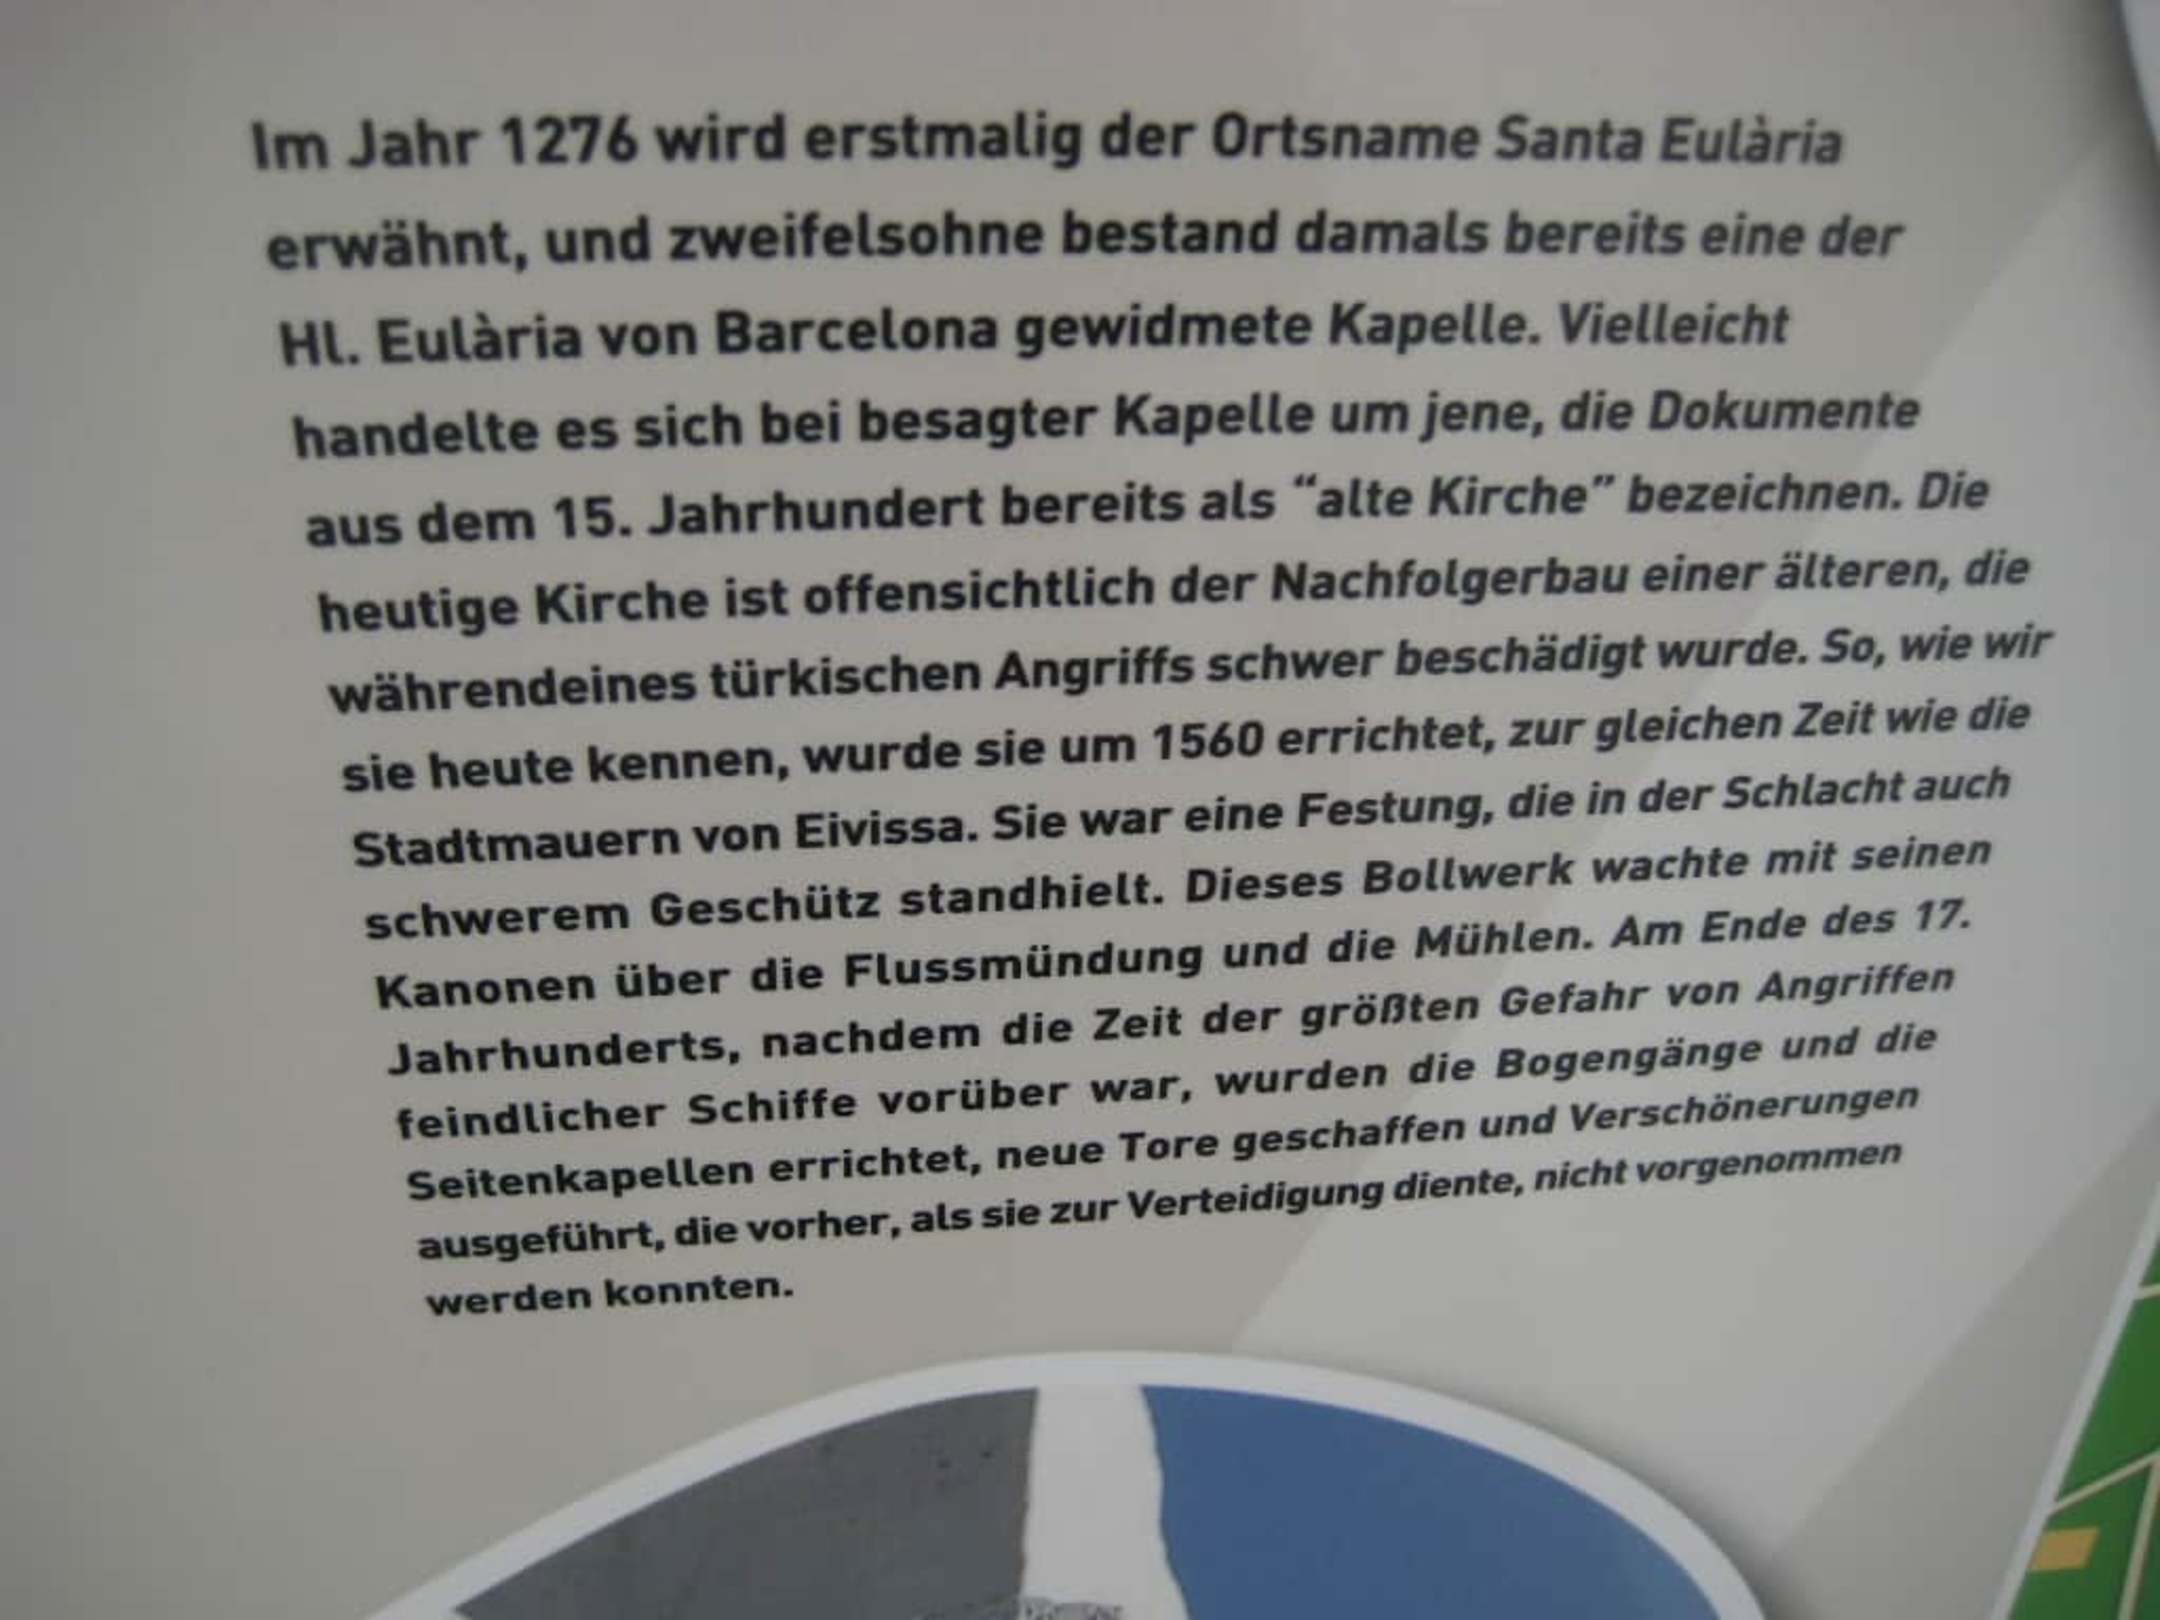 Im Jahr 1276 wird erstmalig der Ortsname Santa Eulària
erwähnt, und zweifelsohne bestand damals bereits eine der
Hl. Eulària von Barcelona gewidmete Kapelle. Vielleicht
handelte es sich bei besagter Kapelle um jene, die Dokumente
aus dem 15. Jahrhundert bereits als “alte Kirche” bezeichnen. Die
heutige Kirche ist offensichtlich der Nachfolgerbau einer älteren, die
währendeines türkischen Angriffs schwer beschädigt wurde. So, wie wir
sie heute kennen, wurde sie um 1560 errichtet, zur gleichen Zeit wie die
Stadtmauern von Eivissa. Sie war eine Festung, die in der Schlacht auch
schwerem Geschütz standhielt. Dieses Bollwerk wachte mit seinen
Kanonen über die Flussmündung und die Mühlen. Am Ende des 17.
Jahrhunderts, nachdem die Zeit der größten Gefahr von Angriffen
feindlicher Schiffe vorüber war, wurden die Bogengänge und die
Seitenkapellen errichtet, neue Tore geschaffen und Verschönerungen
ausgeführt, die vorher, als sie zur Verteidigung diente, nicht vorgenommen
werden konnten.